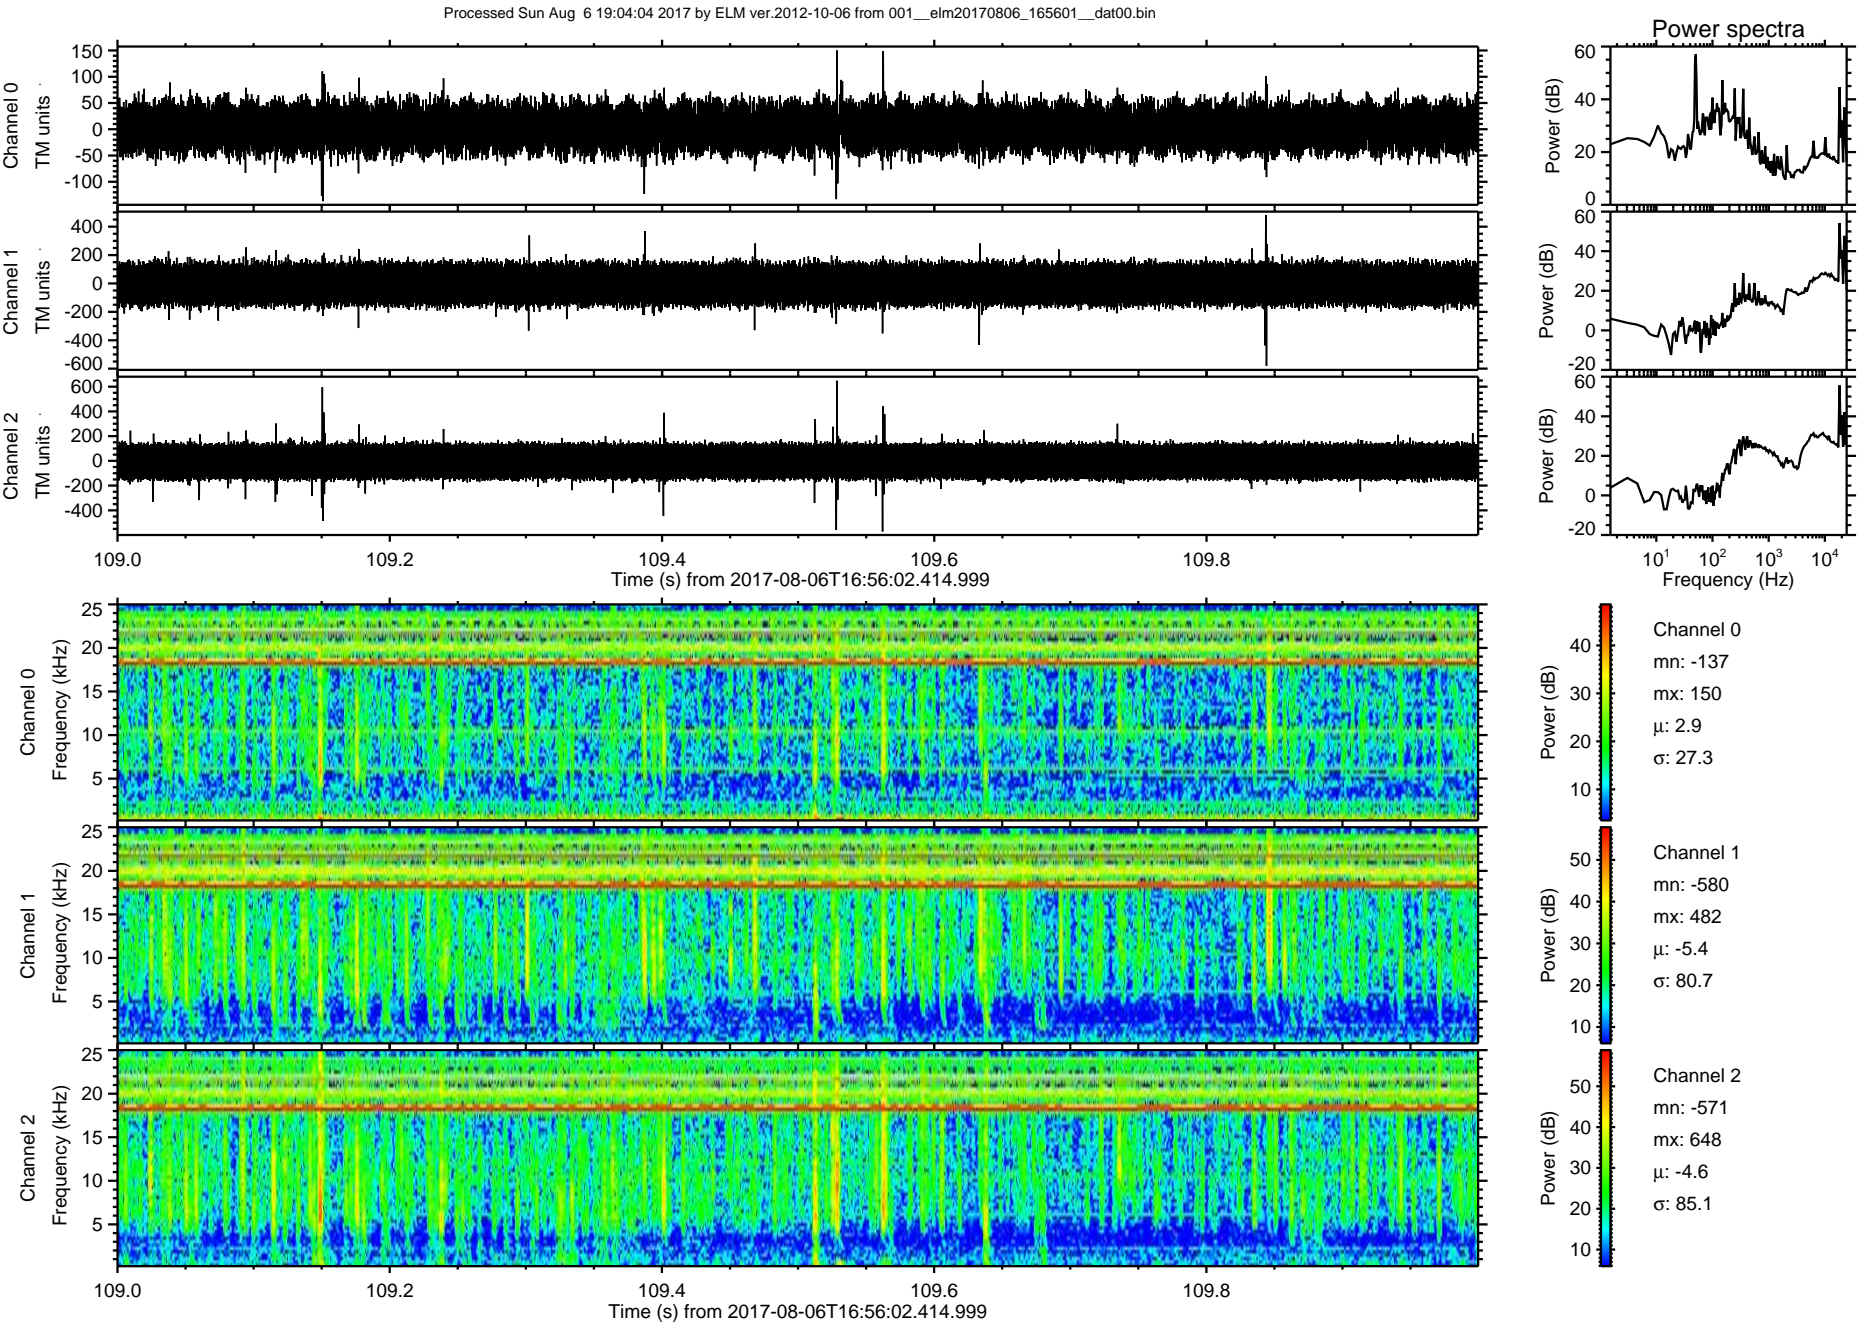 Processed Sun Aug  6 19:04:04 2017 by ELM ver.2012-10-06 from 001__elm20170806_165601__dat00.bin
Power spectra
Channel 0
TM units
150
100
50
0
-50
-100
Power (dB)
60
40
20
0
Channel 1
TM units
400
200
0
-200
-400
-600
Power (dB)
60
40
20
0
-20
Channel 2
TM units
600
400
200
0
-200
-400
Power (dB)
60
40
20
0
-20
109.0
109.2
109.4
109.6
109.8
Time (s) from 2017-08-06T16:56:02.414.999
10^1
10^2
10^3
10^4
Frequency (Hz)
Channel 0
Frequency (kHz)
25
20
15
10
5
Power (dB)
40
30
20
10
Channel 0
mn: -137
mx: 150
μ: 2.9
σ: 27.3
Channel 1
Frequency (kHz)
25
20
15
10
5
Power (dB)
50
40
30
20
10
Channel 1
mn: -580
mx: 482
μ: -5.4
σ: 80.7
Channel 2
Frequency (kHz)
25
20
15
10
5
Power (dB)
50
40
30
20
10
Channel 2
mn: -571
mx: 648
μ: -4.6
σ: 85.1
109.0
109.2
109.4
109.6
109.8
Time (s) from 2017-08-06T16:56:02.414.999